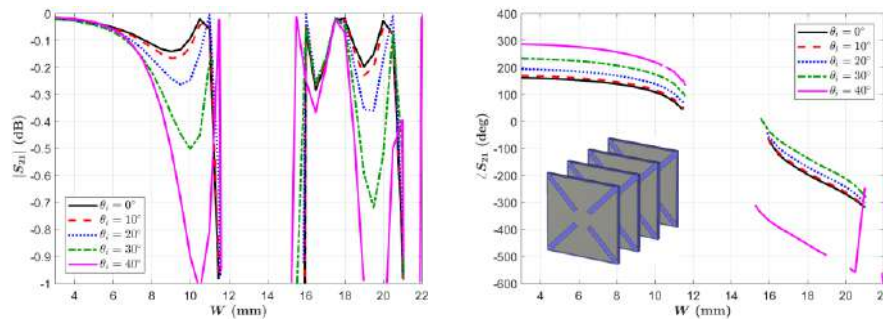 0
-0.1
-0.2
-0.3
-0.4
-0.5
-0.6
-0.7
-0.8
-0.9
-1
|S₂₁| (dB)
θᵢ = 0°
θᵢ = 10°
θᵢ = 20°
θᵢ = 30°
θᵢ = 40°
4 6 8 10 12 14 16 18 20 22
W (mm)
400
300
200
100
0
-100
-200
-300
-400
-500
-600
∠S₂₁ (deg)
θᵢ = 0°
θᵢ = 10°
θᵢ = 20°
θᵢ = 30°
θᵢ = 40°
4 6 8 10 12 14 16 18 20 22
W (mm)